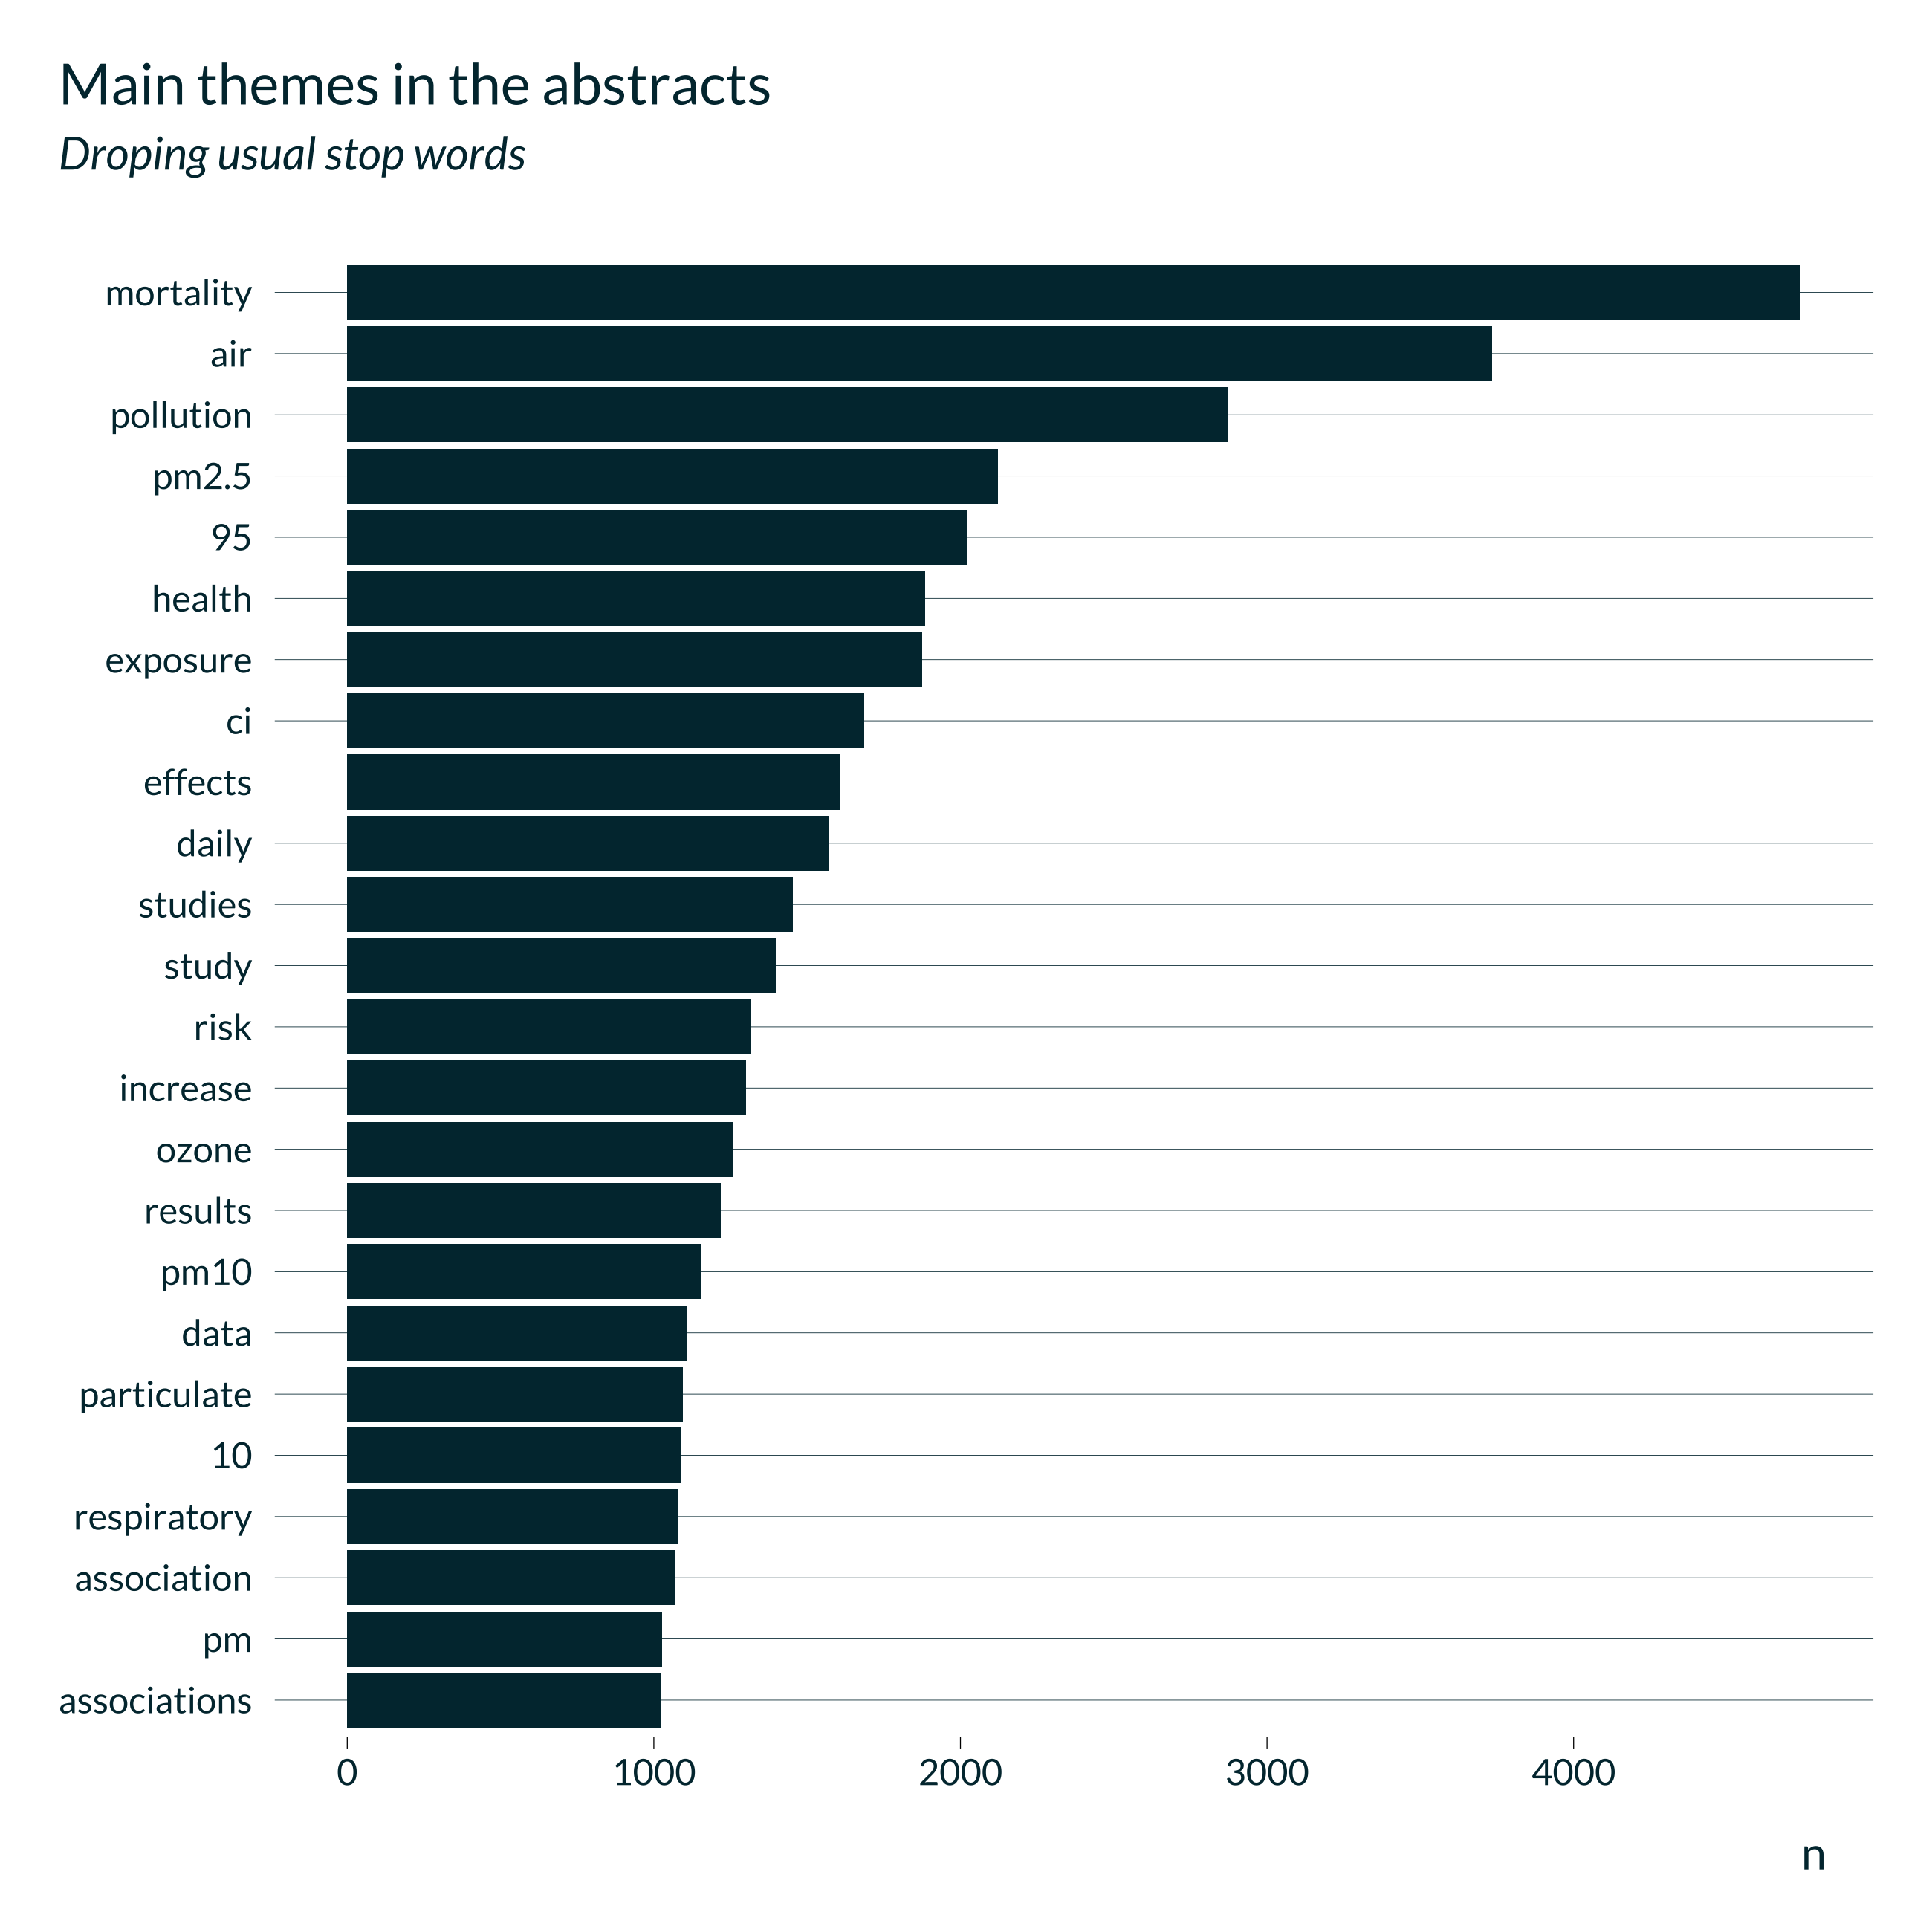 Main themes in the abstracts
Droping usual stop words
mortality
air
pollution
pm2.5
95
health
exposure
ci
effects
daily
studies
study
risk
increase
ozone
results
pm10
data
particulate
10
respiratory
association
pm
associations
0 1000 2000 3000 4000
n